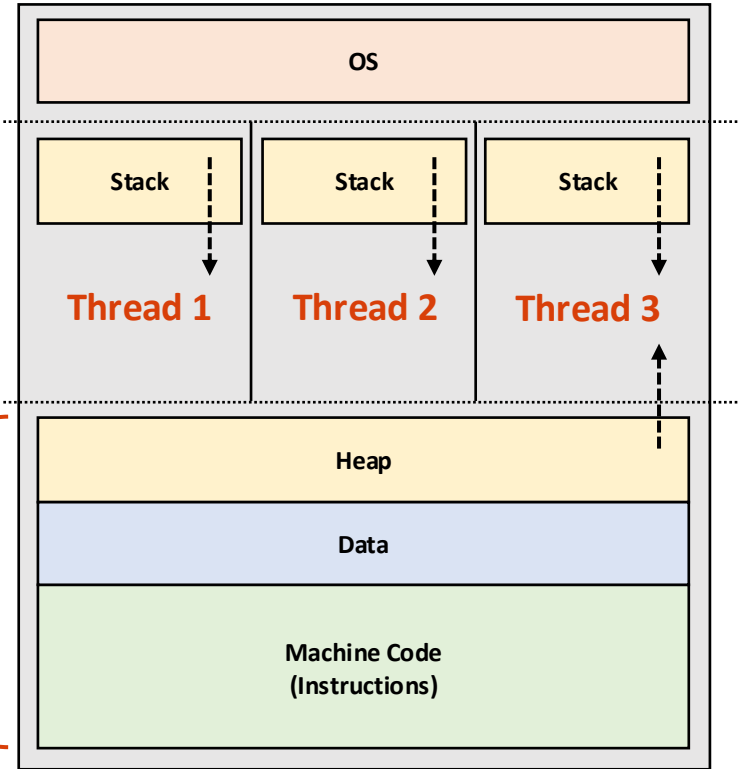 OS
Stack
Stack
Stack
Thread 1
Thread 2
Thread 3
Heap
Data
Machine Code
(Instructions)